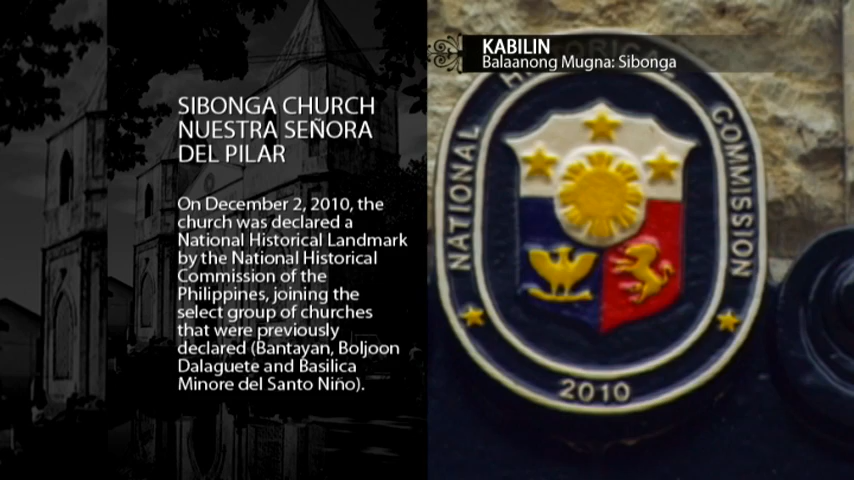 SIBONGA CHURCH
NUESTRA SEÑORA
DEL PILAR
On December 2, 2010, the
church was declared a
National Historical Landmark
by the National Historical
Commission of the
Philippines, joining the
select group of churches
that were previously
declared (Bantayan, Boljoon
Dalaguete and Basilica
Minore del Santo Niño).
KABILIN
Balaanong Mugna: Sibonga
NATIONAL HISTORICAL COMMISSION
2010